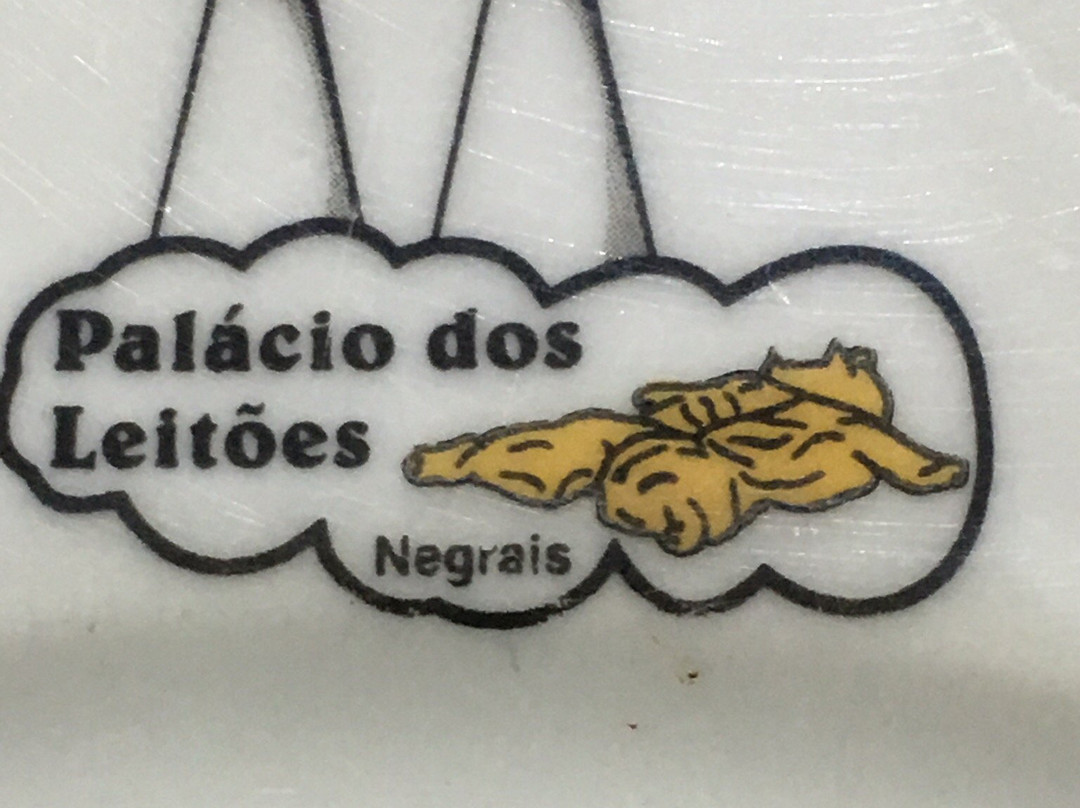 Palácio dos
Leitões
Negrais